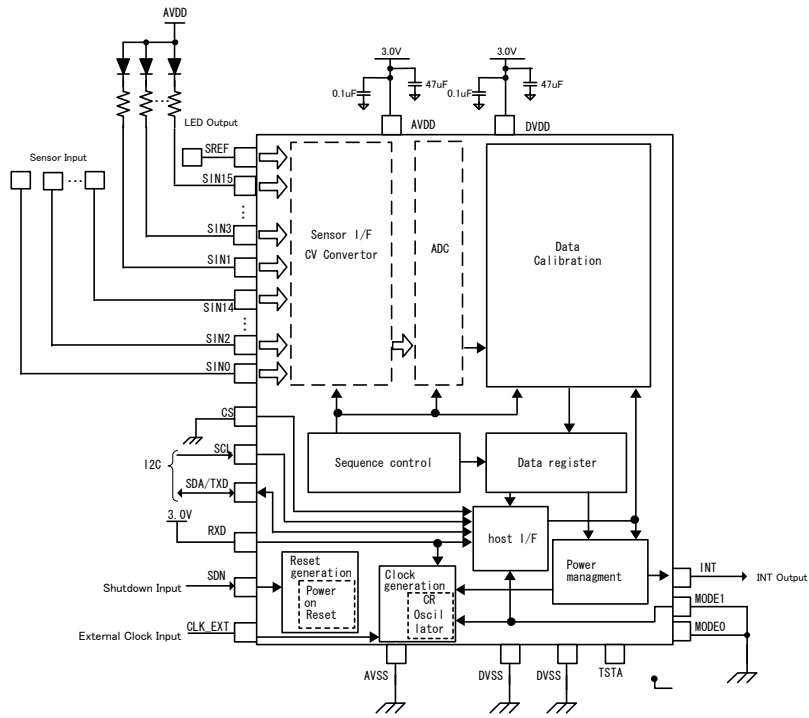 AVDD
3.0V
3.0V
0.1uF
47uF
0.1uF
47uF
LED Output
AVDD
DVDD
Sensor Input
SREF
SIN15
SIN3
SIN1
SIN14
SIN2
SIN0
Sensor I/F
CV Convertor
ADC
Data
Calibration
CS
SCL
I2C
SDA/TXD
3.0V
RXD
Sequence control
Data register
host I/F
Power
managment
INT
INT Output
Shutdown Input
SDN
Reset
generation
Power
on
Reset
Clock
generation
CR
Oscil
lator
MODE1
MODE0
External Clock Input
CLK_EXT
AVSS
DVSS
DVSS
TSTA